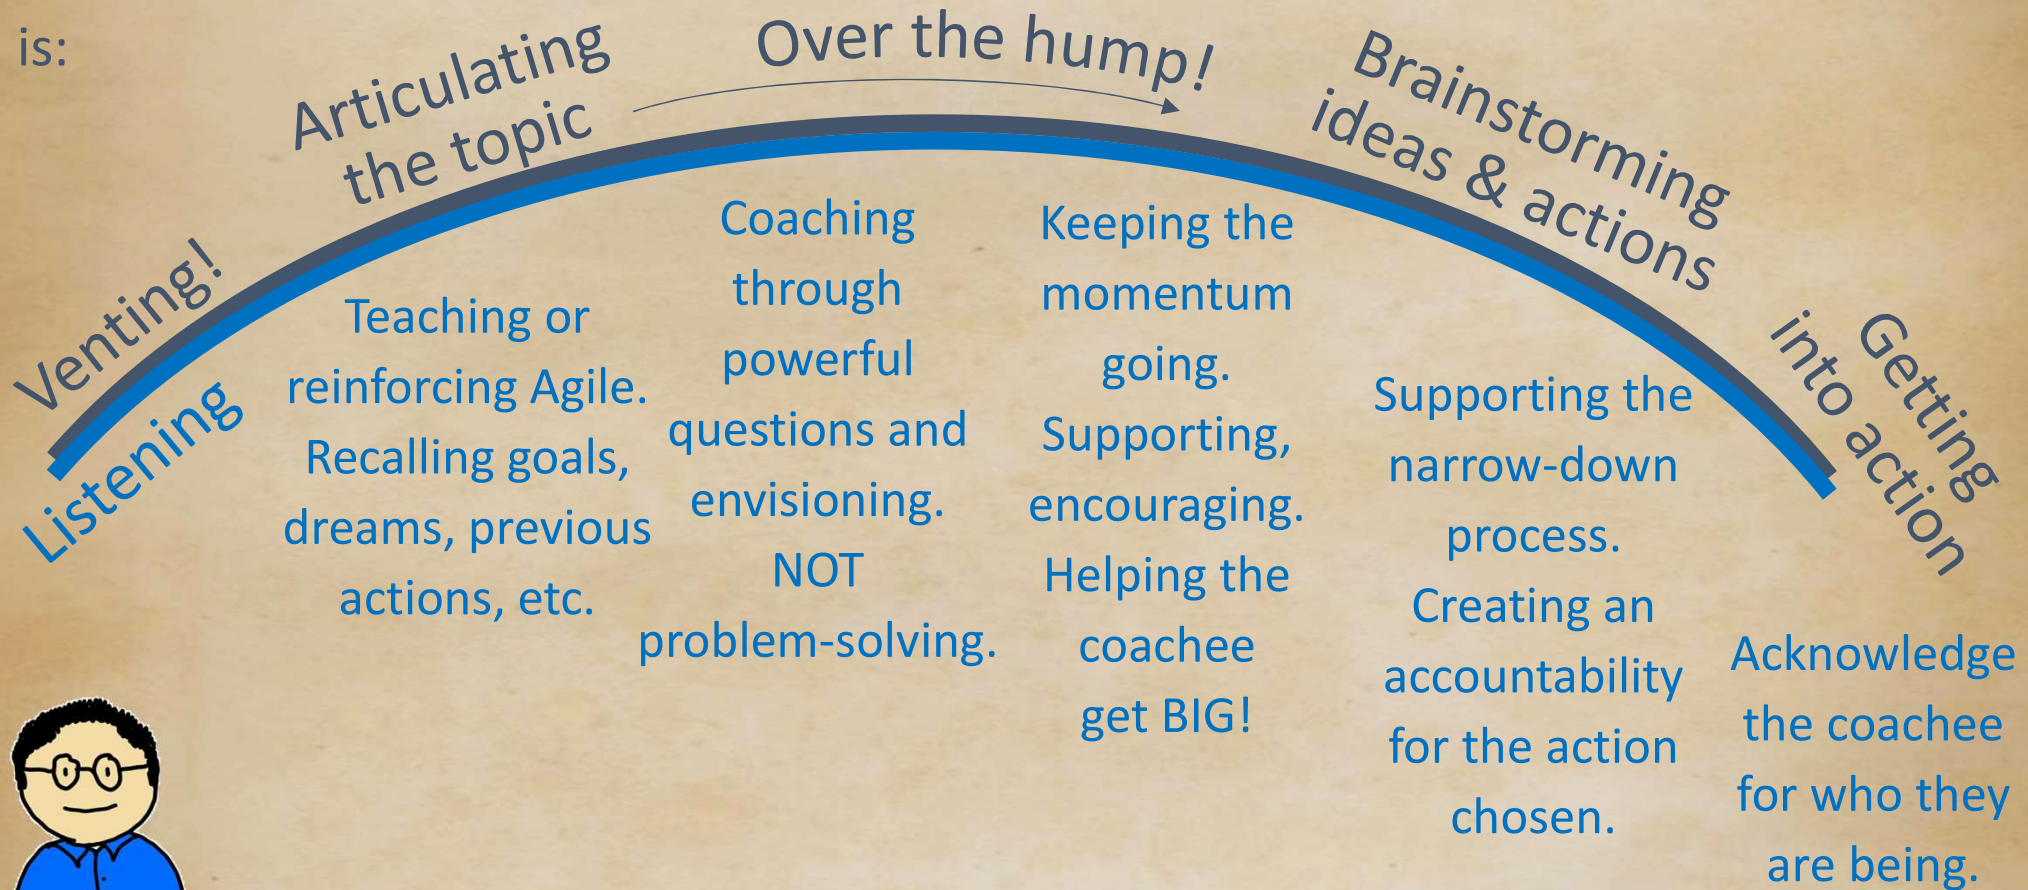 is:
Venting!
Articulating
the topic
Over the hump!
Brainstorming
ideas & actions
Getting
into action
Listening
Teaching or
reinforcing Agile.
Recalling goals,
dreams, previous
actions, etc.
Coaching
through
powerful
questions and
envisioning.
NOT
problem-solving.
Keeping the
momentum
going.
Supporting,
encouraging.
Helping the
coachee
get BIG!
Supporting the
narrow-down
process.
Creating an
accountability
for the action
chosen.
Acknowledge
the coachee
for who they
are being.